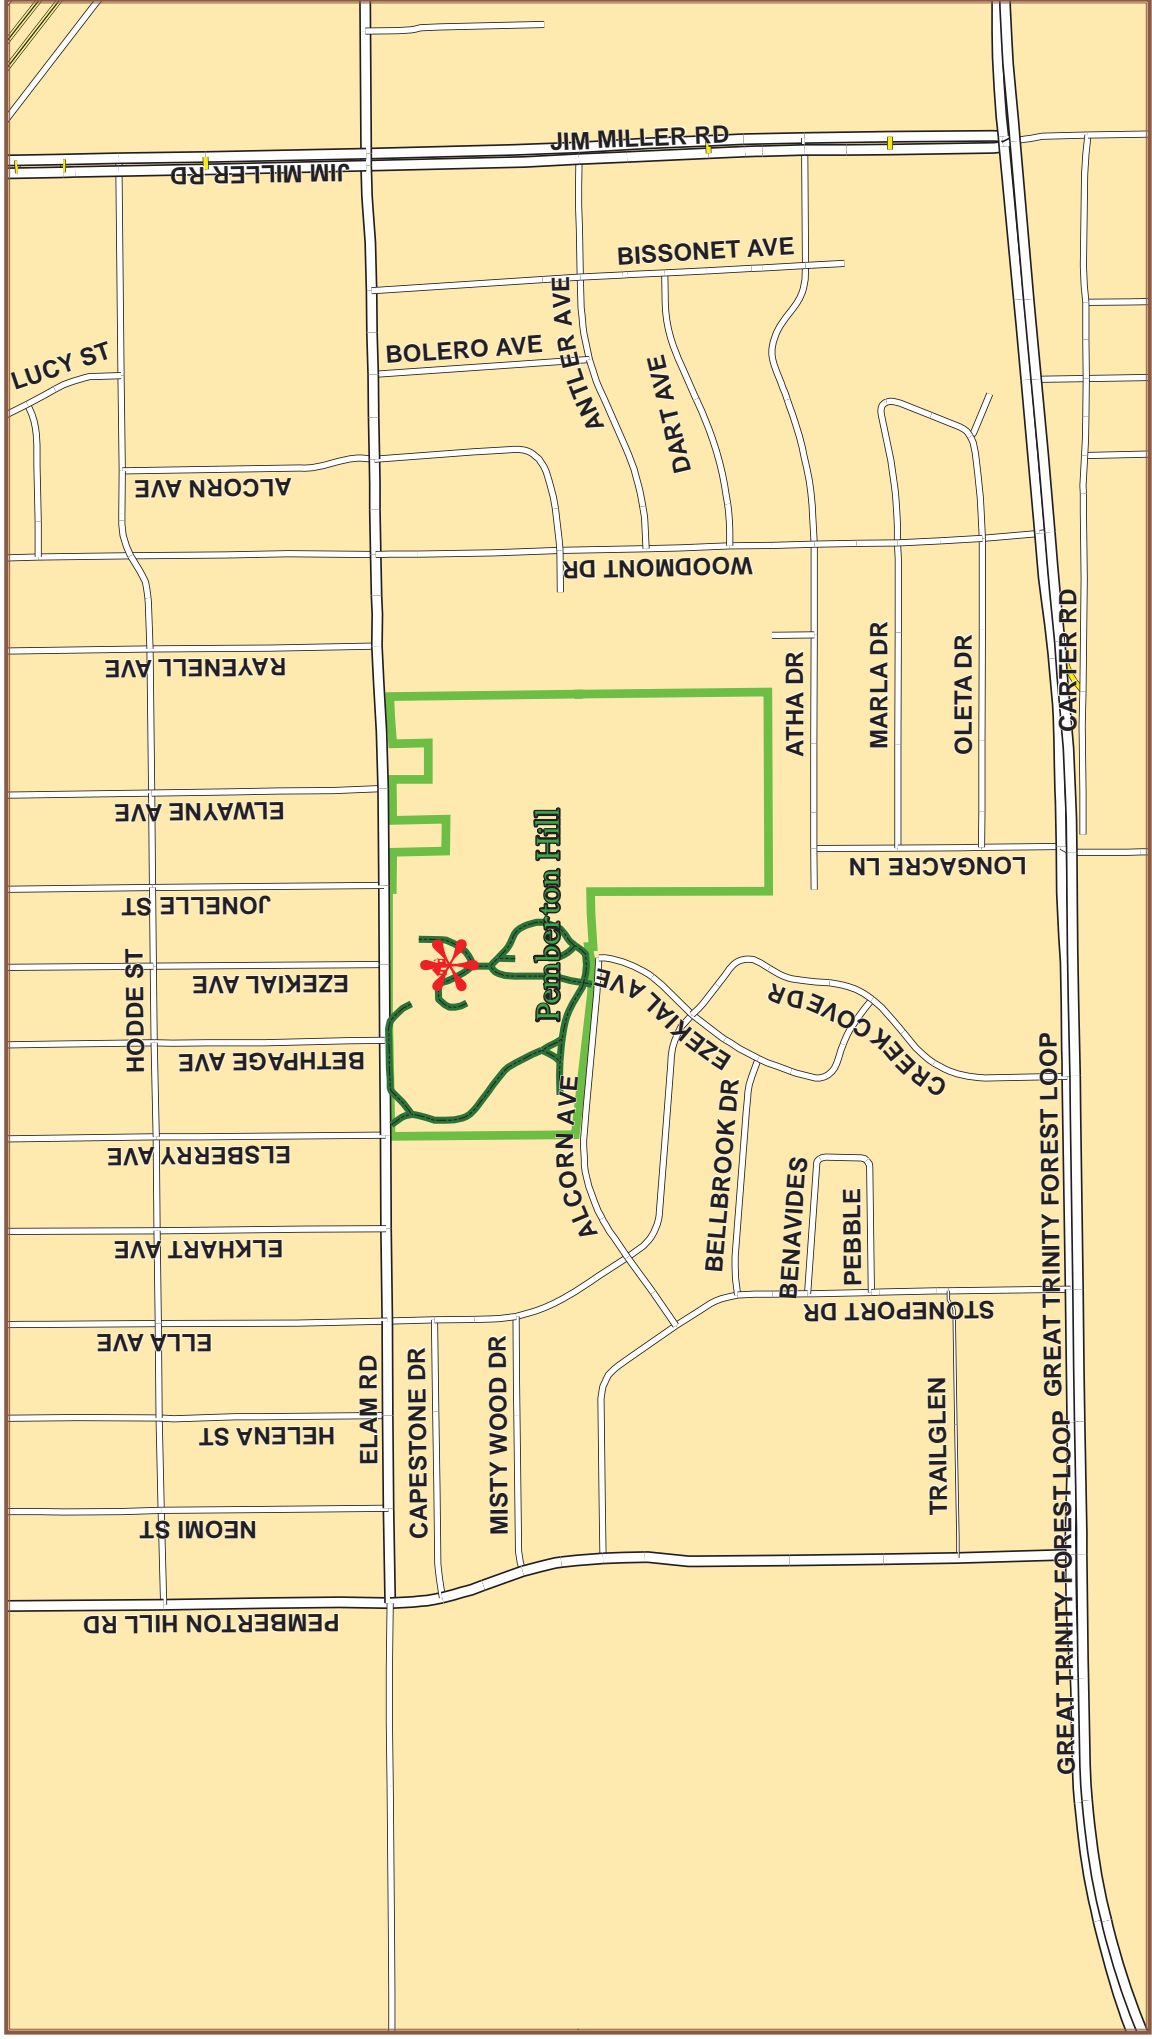 JIM MILLER RD
JIM MILLER RD
BISSONET AVE
ANTLER AVE
BOLERO AVE
LUCY ST
DART AVE
ALCORN AVE
WOODMONT DR
CARTER RD
RAYENELL AVE
ATHA DR
MARLA DR
OLETA DR
ELWAYNE AVE
Pemberton Hill
LONGACRE LN
JONELLE ST
HODDE ST
EZEKIAL AVE
EZEKIAL AVE
CREEK COVE DR
BETHPAGE AVE
ALCORN AVE
BELLBROOK DR
GREAT TRINITY FOREST LOOP
ELSBERRY AVE
BENAVIDES
PEBBLE
ELKHART AVE
STONEPORT DR
ELLA AVE
ELAM RD
CAPESTONE DR
MISTY WOOD DR
TRAILGLEN
HELENA ST
GREAT TRINITY FOREST LOOP
NEOMI ST
PEMBERTON HILL RD